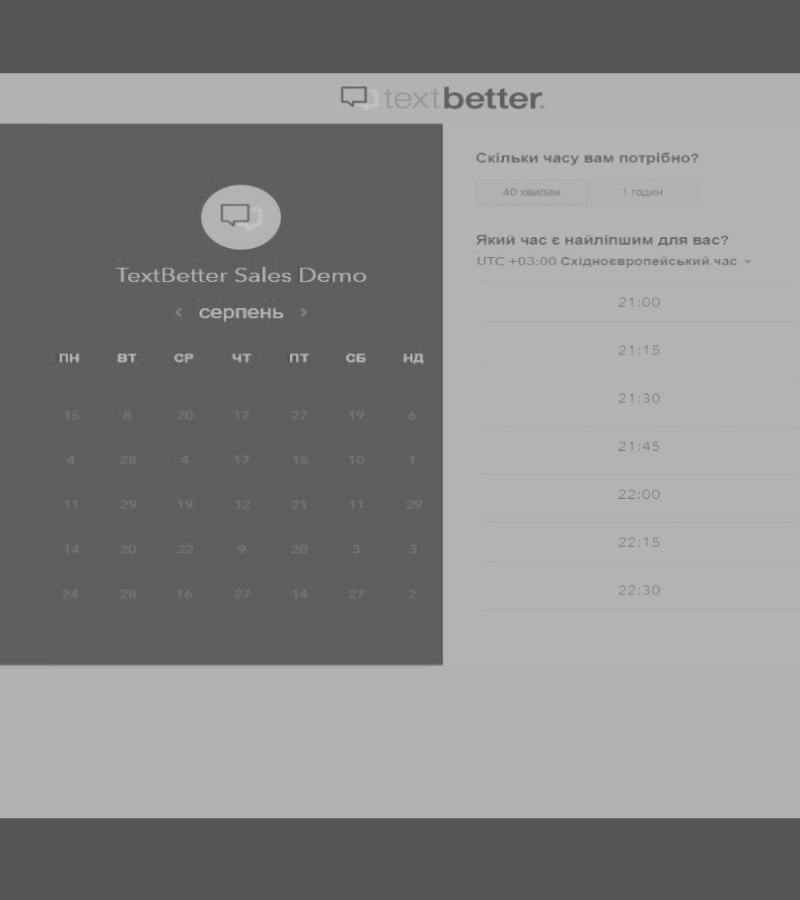 textbetter.
TextBetter Sales Demo
< серпень >
ПН ВТ СР ЧТ ПТ СБ НД
15 8 20 17 27 19 6
4 28 4 17 15 10 1
11 29 19 12 21 11 29
14 20 22 9 20 3 3
24 28 16 27 14 27 2
Скільки часу вам потрібно?
40 хвилин 1 годин
Який час є найліпшим для вас?
UTC +03:00 Східноєвропейський час
21:00
21:15
21:30
21:45
22:00
22:15
22:30